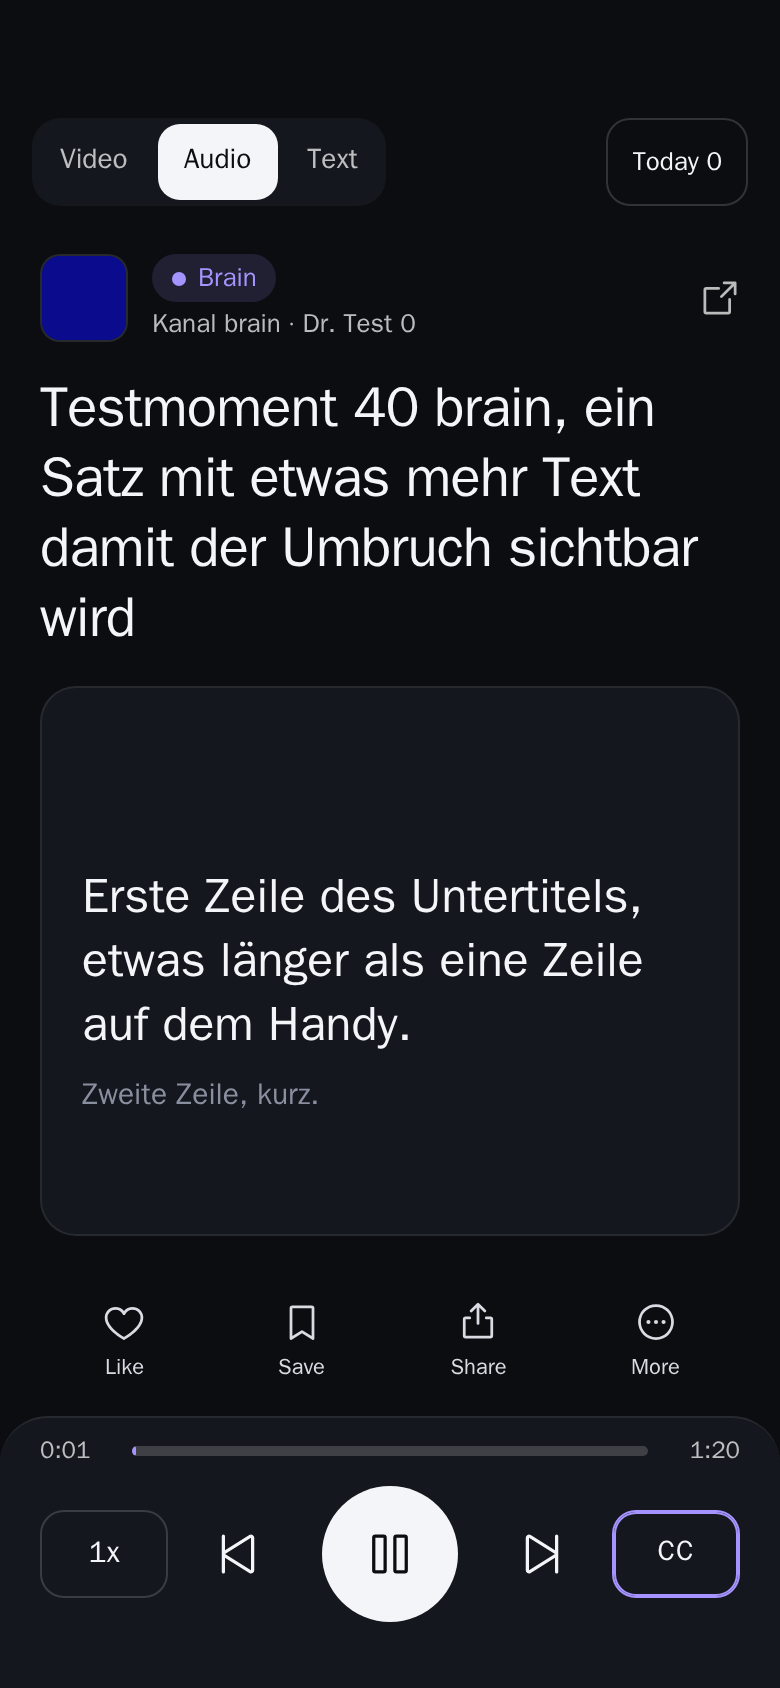 Video
Audio
Text
Today 0
Brain
Kanal brain · Dr. Test 0
Testmoment 40 brain, ein
Satz mit etwas mehr Text
damit der Umbruch sichtbar
wird
Erste Zeile des Untertitels,
etwas länger als eine Zeile
auf dem Handy.
Zweite Zeile, kurz.
Like
Save
Share
More
0:01
1:20
1x
CC